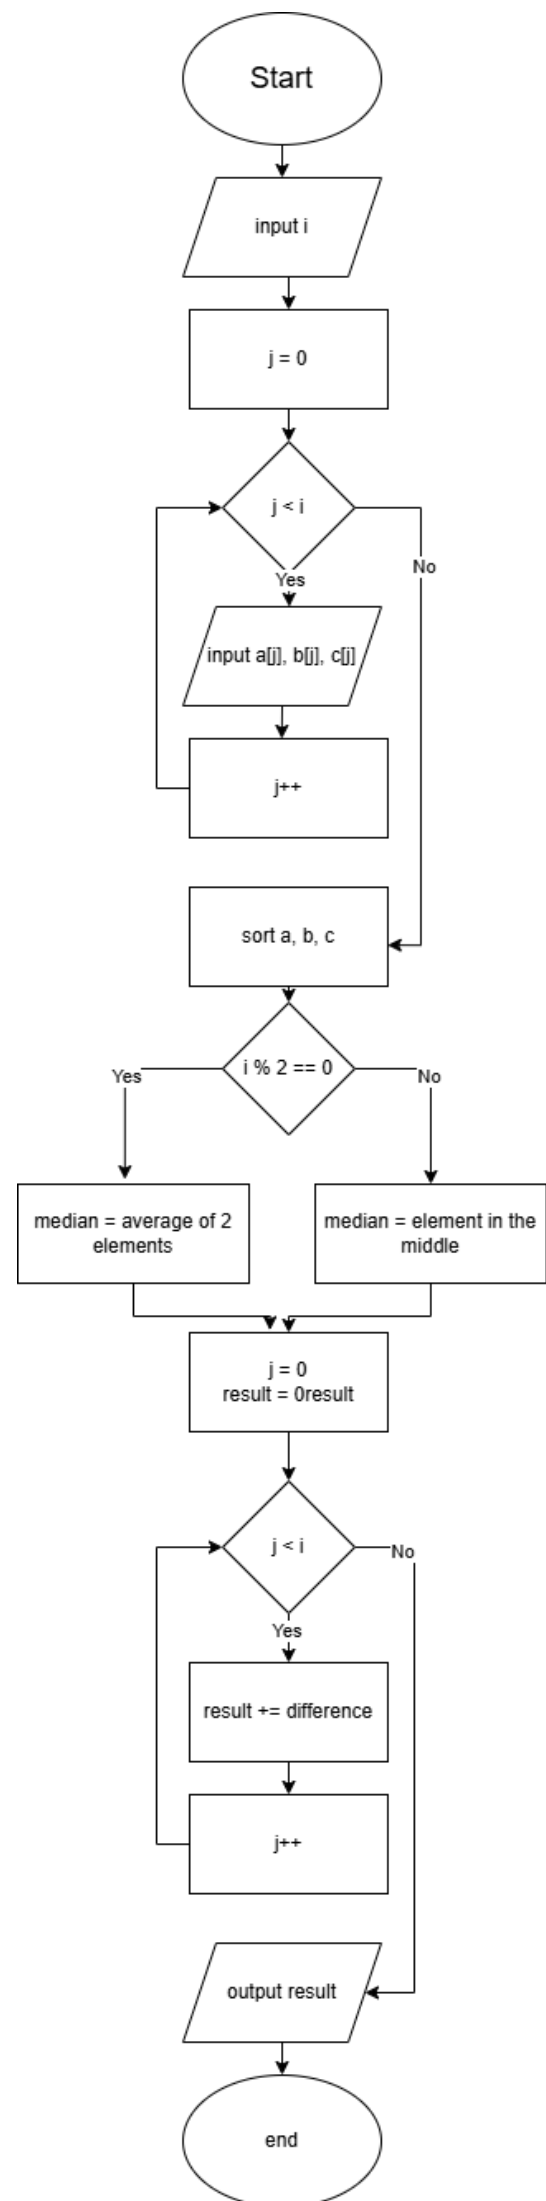 Start
input i
j = 0
j < i
Yes
No
input a[j], b[j], c[j]
j++
sort a, b, c
i % 2 == 0
Yes
No
median = average of 2
elements
median = element in the
middle
j = 0
result = 0result
j < i
No
Yes
result += difference
j++
output result
end